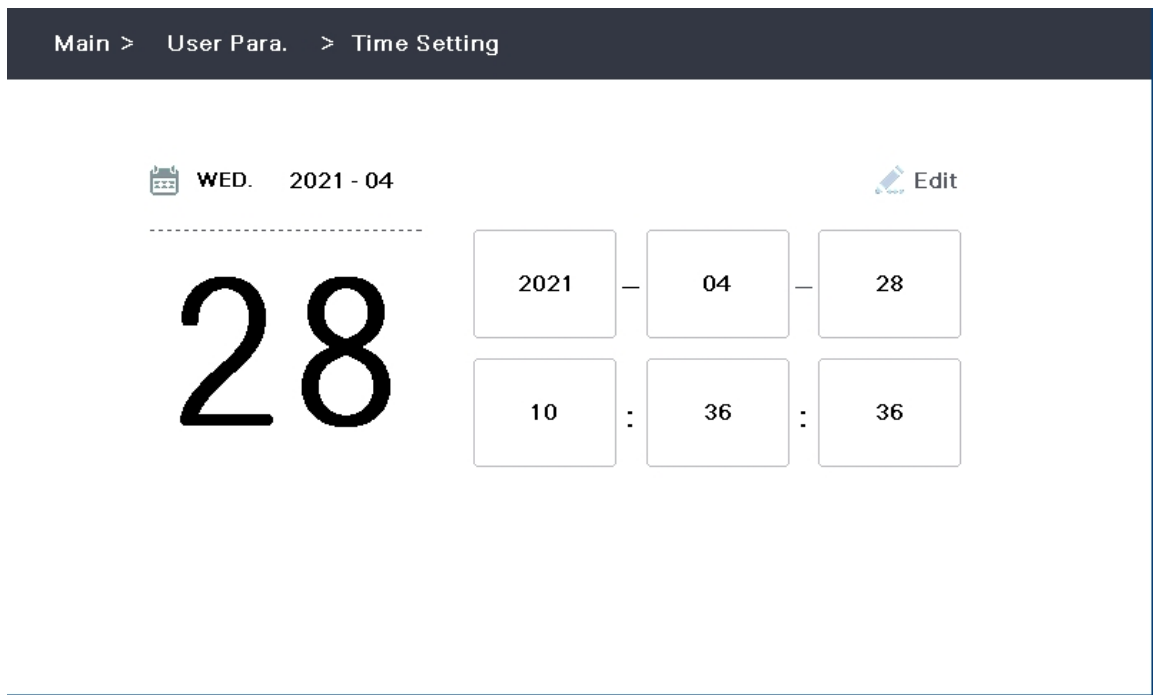 Main > User Para. > Time Setting
WED. 2021 - 04
Edit
28
2021 – 04 – 28
10 : 36 : 36